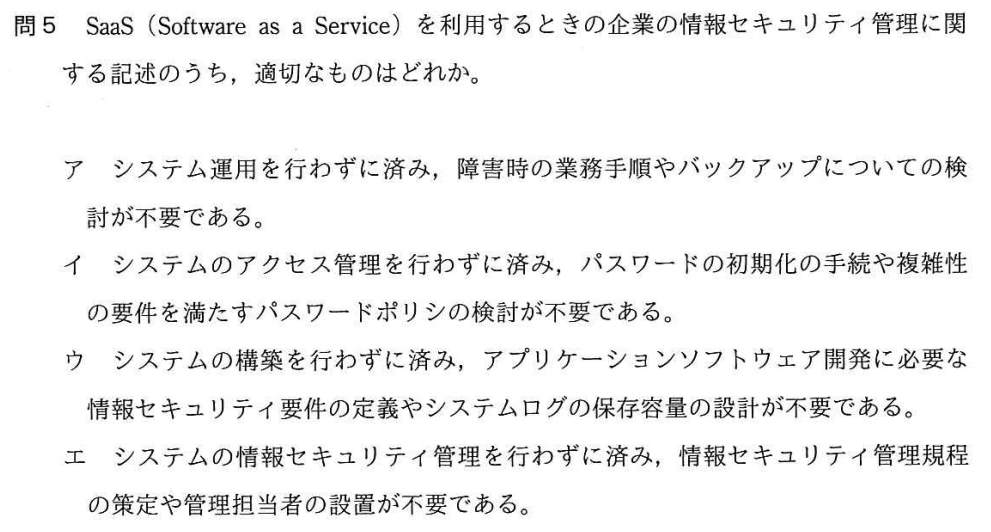 問5 SaaS（Software as a Service）を利用するときの企業の情報セキュリティ管理に関
する記述のうち，適切なものはどれか。
ア システム運用を行わずに済み，障害時の業務手順やバックアップについての検
討が不要である。
イ システムのアクセス管理を行わずに済み，パスワードの初期化の手続や複雑性
の要件を満たすパスワードポリシの検討が不要である。
ウ システムの構築を行わずに済み，アプリケーションソフトウェア開発に必要な
情報セキュリティ要件の定義やシステムログの保存容量の設計が不要である。
エ システムの情報セキュリティ管理を行わずに済み，情報セキュリティ管理規程
の策定や管理担当者の設置が不要である。